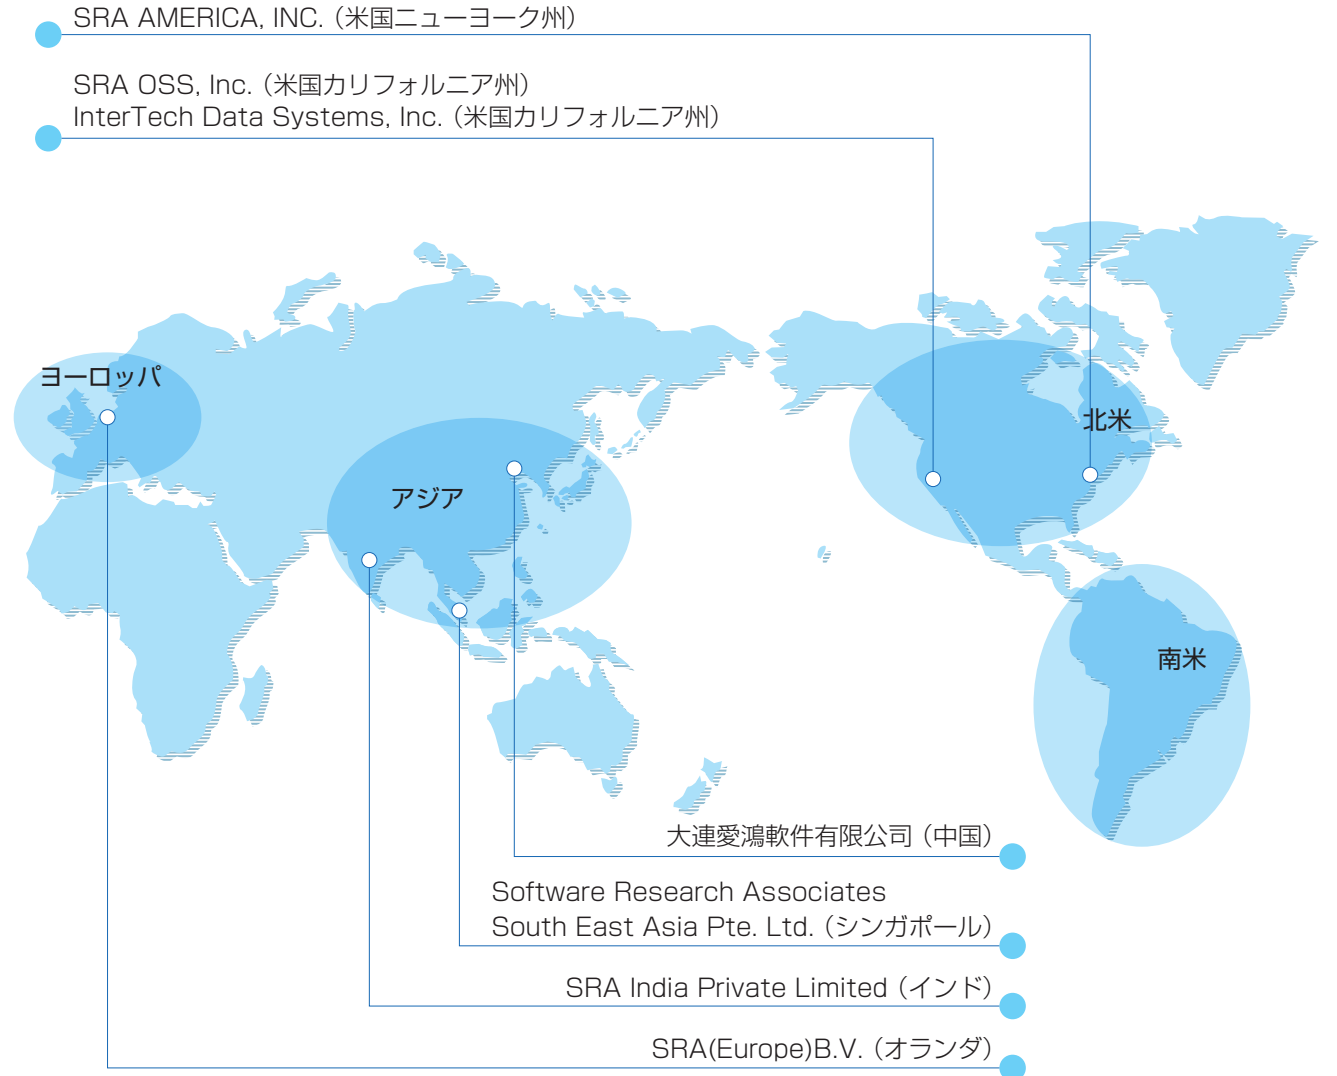 SRA AMERICA, INC.（米国ニューヨーク州）
SRA OSS, Inc.（米国カリフォルニア州）
InterTech Data Systems, Inc.（米国カリフォルニア州）
ヨーロッパ
北米
アジア
南米
大連愛鴻軟件有限公司（中国）
Software Research Associates
South East Asia Pte. Ltd.（シンガポール）
SRA India Private Limited（インド）
SRA(Europe)B.V.（オランダ）